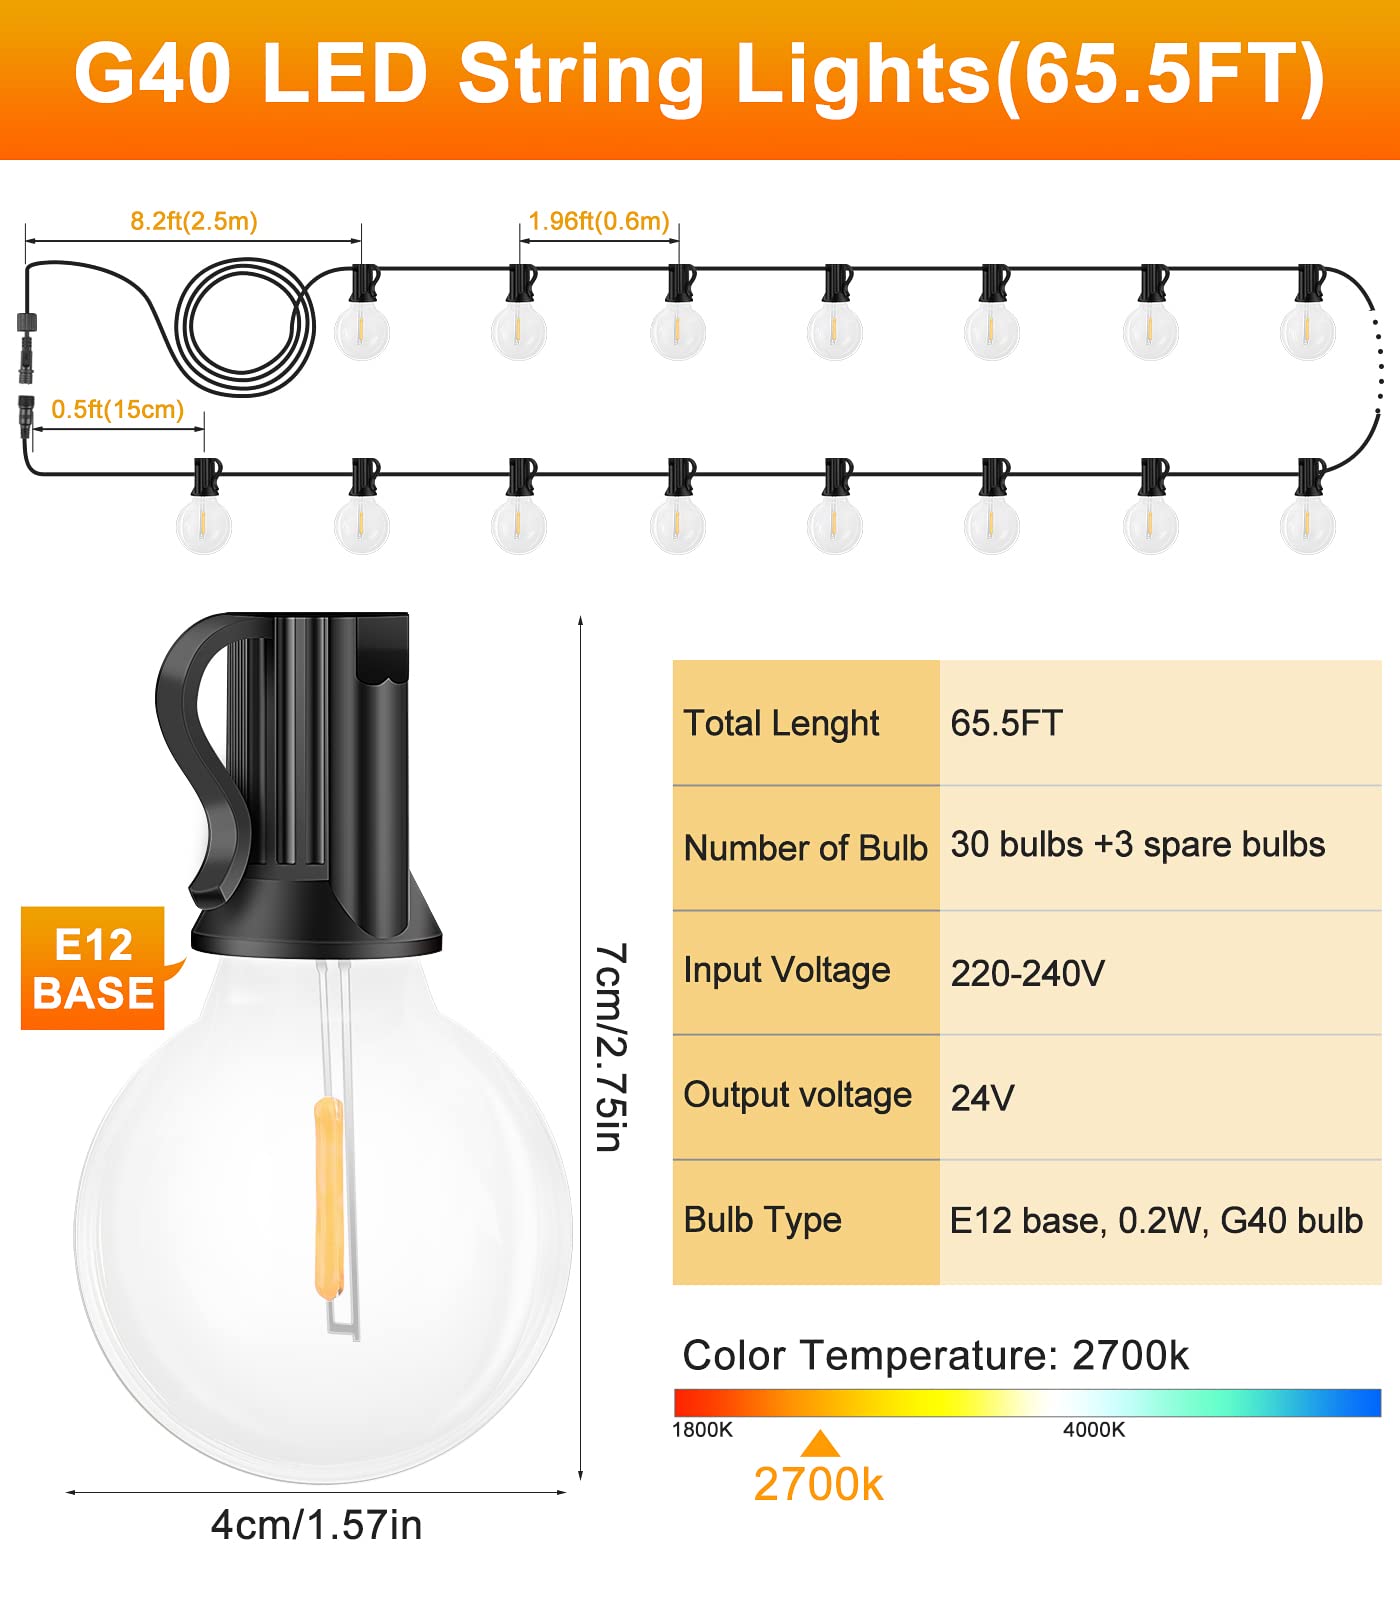 G40 LED String Lights(65.5FT)
8.2ft(2.5m)
1.96ft(0.6m)
0.5ft(15cm)
E12
BASE
7cm/2.75in
4cm/1.57in
Total Lenght 65.5FT
Number of Bulb 30 bulbs +3 spare bulbs
Input Voltage 220-240V
Output voltage 24V
Bulb Type E12 base, 0.2W, G40 bulb
Color Temperature: 2700k
1800K 4000K
2700k